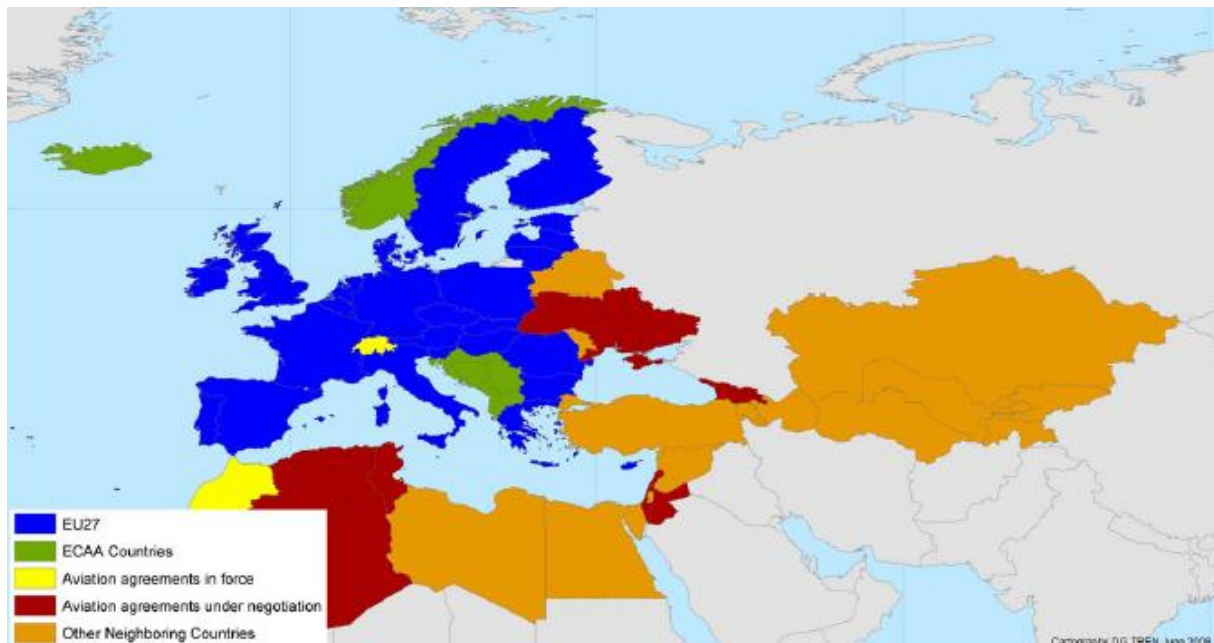 EU27
ECAA Countries
Aviation agreements in force
Aviation agreements under negotiation
Other Neighboring Countries
Cartography: DG TREN, June 2008